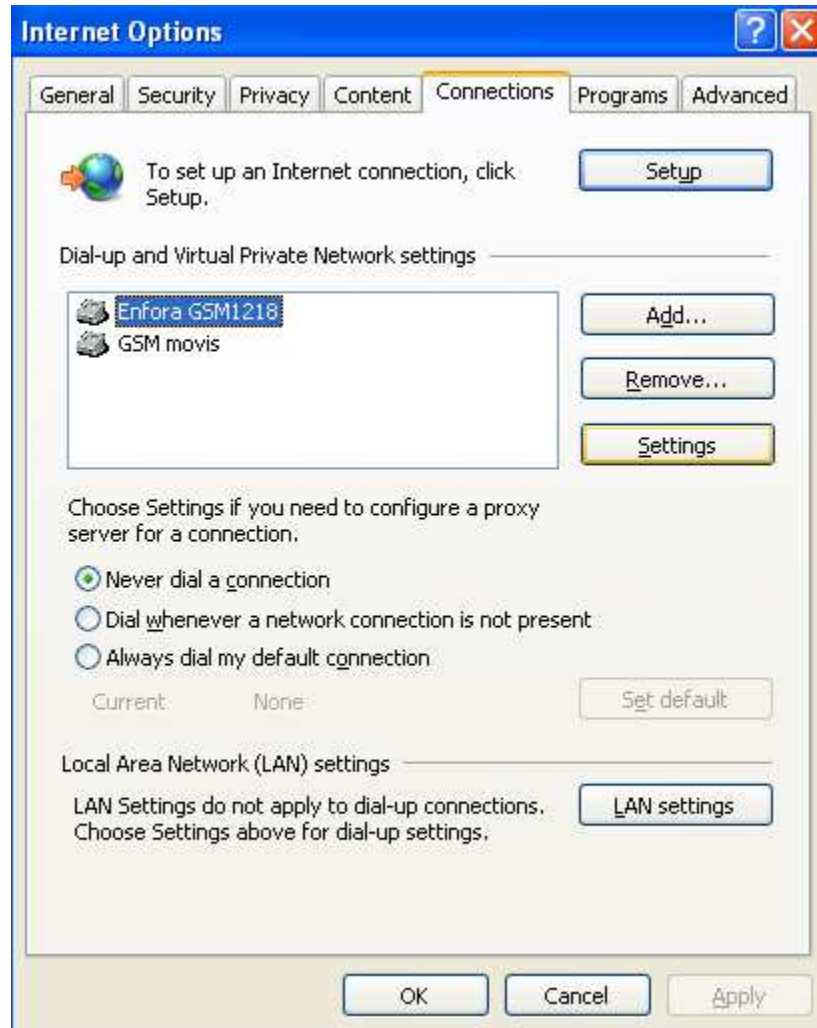 Internet Options
General Security Privacy Content Connections Programs Advanced
To set up an Internet connection, click
Setup.
Setup
Dial-up and Virtual Private Network settings
Enfora GSM1218
GSM movis
Add...
Remove...
Settings
Choose Settings if you need to configure a proxy
server for a connection.
Never dial a connection
Dial whenever a network connection is not present
Always dial my default connection
Current None
Set default
Local Area Network (LAN) settings
LAN Settings do not apply to dial-up connections.
Choose Settings above for dial-up settings.
LAN settings
OK Cancel Apply